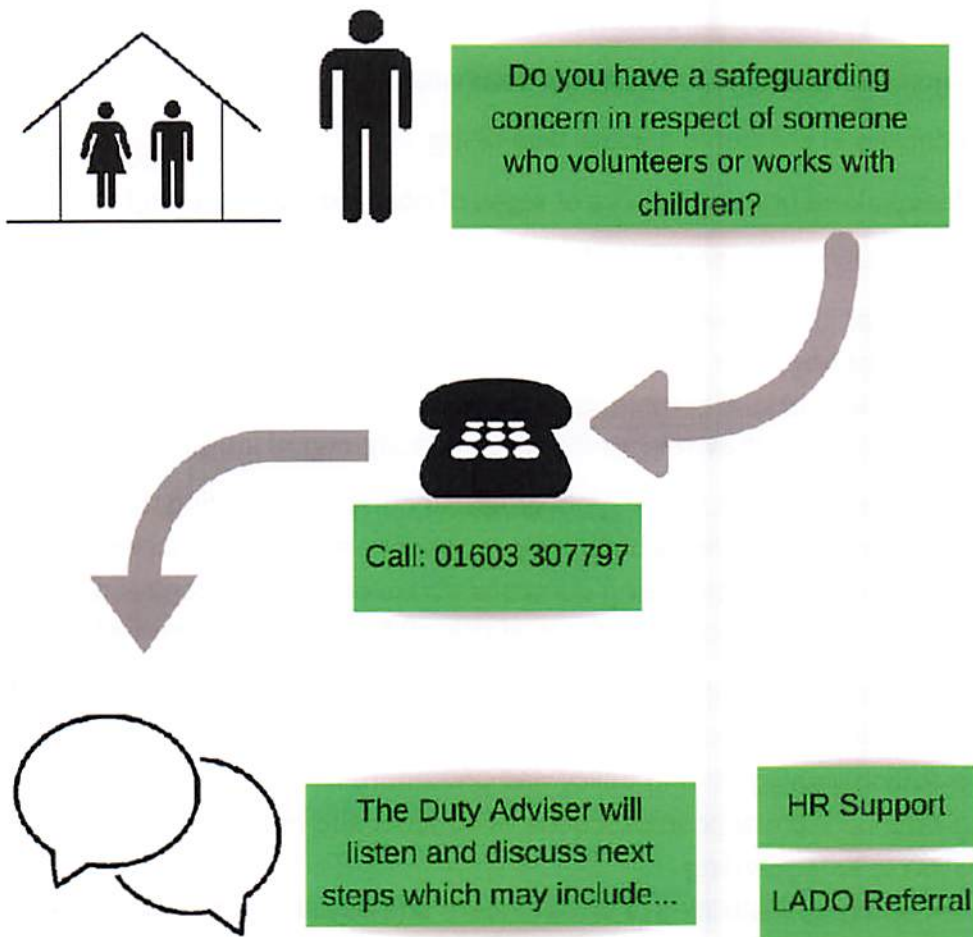 Do you have a safeguarding
concern in respect of someone
who volunteers or works with
children?
Call: 01603 307797
The Duty Adviser will
listen and discuss next
steps which may include...
HR Support
LADO Referral